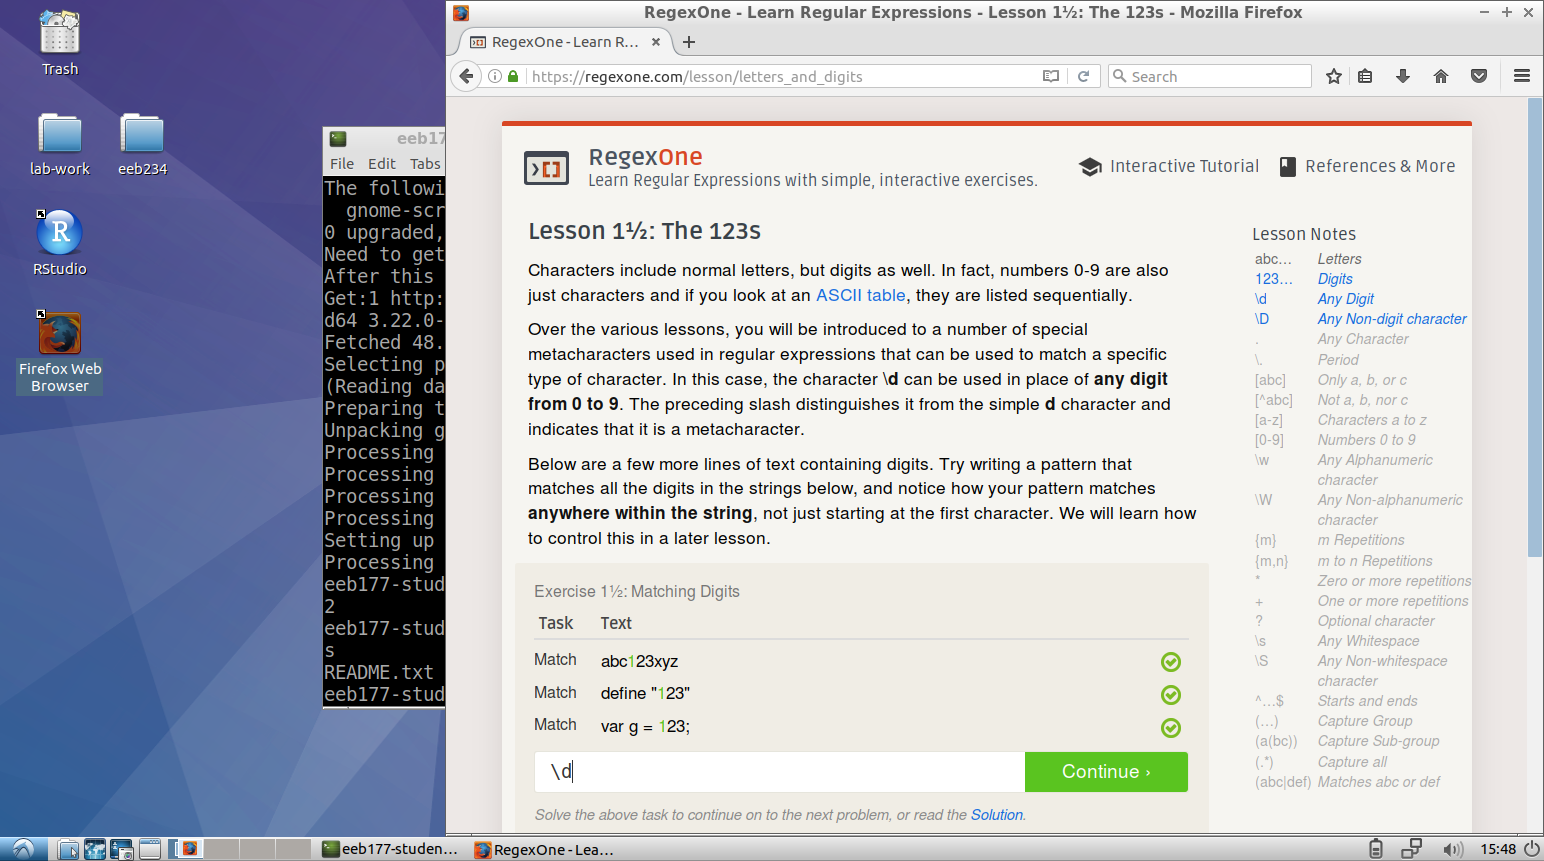 RegexOne - Learn Regular Expressions - Lesson 1½: The 123s - Mozilla Firefox
RegexOne - Learn R...
https://regexone.com/lesson/letters_and_digits
Search
Trash
lab-work
eeb234
RStudio
Firefox Web
Browser
eeb17
File Edit Tabs
The followi
gnome-scr
0 upgraded,
Need to get
After this
Get:1 http:
d64 3.22.0-
Fetched 48.
Selecting p
(Reading da
Preparing t
Unpacking g
Processing
Processing
Processing
Processing
Setting up
Processing
eeb177-stud
2
eeb177-stud
s
README.txt
eeb177-stud
RegexOne
Learn Regular Expressions with simple, interactive exercises.
Interactive Tutorial
References & More
Lesson 1½: The 123s
Characters include normal letters, but digits as well. In fact, numbers 0-9 are also
just characters and if you look at an ASCII table, they are listed sequentially.
Over the various lessons, you will be introduced to a number of special
metacharacters used in regular expressions that can be used to match a specific
type of character. In this case, the character \d can be used in place of any digit
from 0 to 9. The preceding slash distinguishes it from the simple d character and
indicates that it is a metacharacter.
Below are a few more lines of text containing digits. Try writing a pattern that
matches all the digits in the strings below, and notice how your pattern matches
anywhere within the string, not just starting at the first character. We will learn how
to control this in a later lesson.
Exercise 1½: Matching Digits
Task Text
Match abc123xyz
Match define "123"
Match var g = 123;
\d
Continue ›
Solve the above task to continue on to the next problem, or read the Solution.
Lesson Notes
abc… Letters
123… Digits
\d Any Digit
\D Any Non-digit character
. Any Character
\. Period
[abc] Only a, b, or c
[^abc] Not a, b, nor c
[a-z] Characters a to z
[0-9] Numbers 0 to 9
\w Any Alphanumeric
character
\W Any Non-alphanumeric
character
{m} m Repetitions
{m,n} m to n Repetitions
* Zero or more repetitions
+ One or more repetitions
? Optional character
\s Any Whitespace
\S Any Non-whitespace
character
^…$ Starts and ends
(…) Capture Group
(a(bc)) Capture Sub-group
(.*) Capture all
(abc|def) Matches abc or def
eeb177-studen...
RegexOne - Lea...
15:48